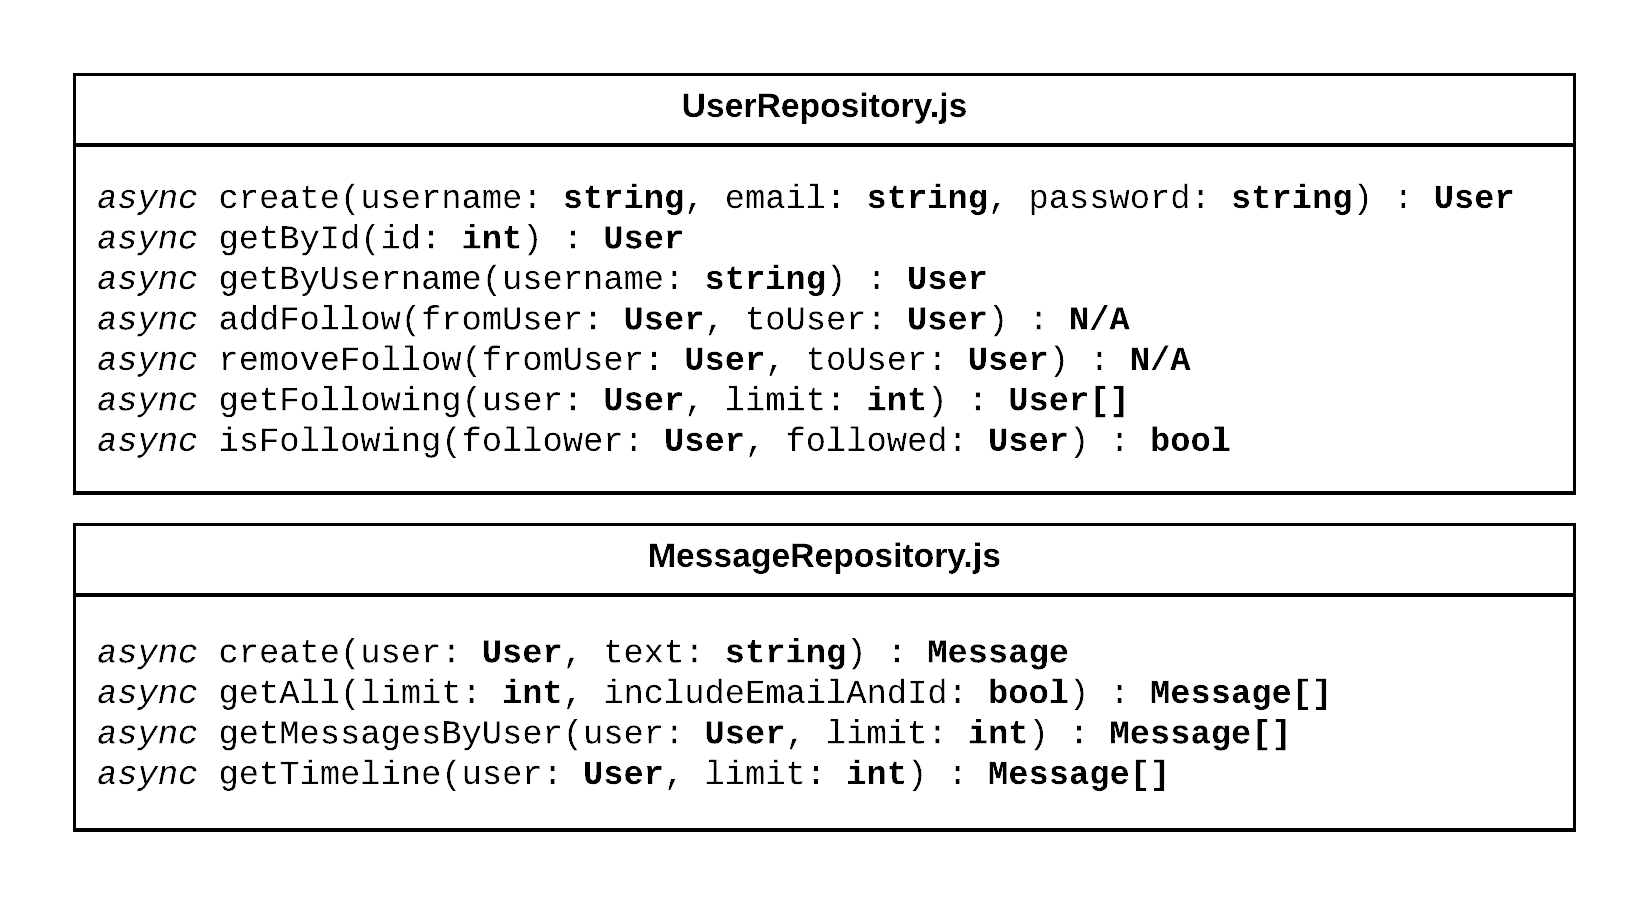 UserRepository.js
async create(username: string, email: string, password: string) : User
async getById(id: int) : User
async getByUsername(username: string) : User
async addFollow(fromUser: User, toUser: User) : N/A
async removeFollow(fromUser: User, toUser: User) : N/A
async getFollowing(user: User, limit: int) : User[]
async isFollowing(follower: User, followed: User) : bool
MessageRepository.js
async create(user: User, text: string) : Message
async getAll(limit: int, includeEmailAndId: bool) : Message[]
async getMessagesByUser(user: User, limit: int) : Message[]
async getTimeline(user: User, limit: int) : Message[]